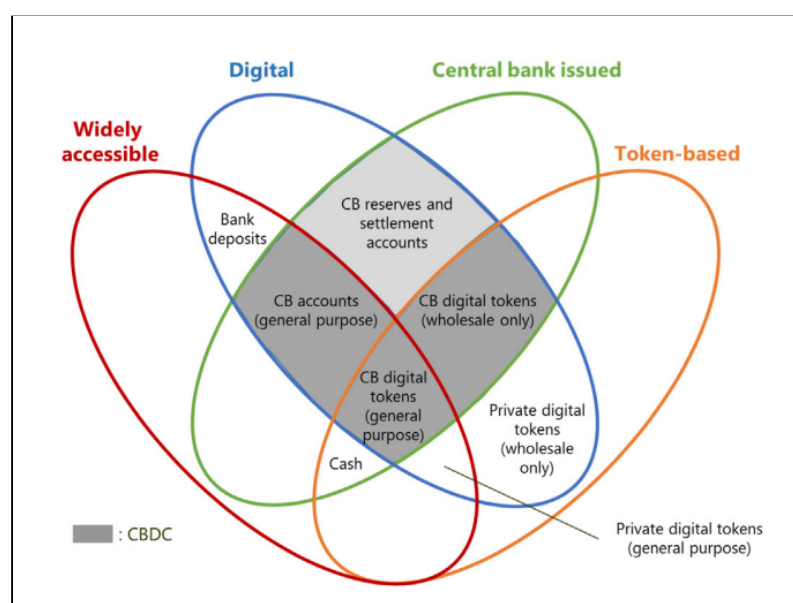 Digital
Central bank issued
Widely
accessible
Token-based
Bank
deposits
CB reserves and
settlement
accounts
CB accounts
(general purpose)
CB digital tokens
(wholesale only)
CB digital
tokens
(general
purpose)
Private digital
tokens
(wholesale
only)
Cash
: CBDC
Private digital tokens
(general purpose)